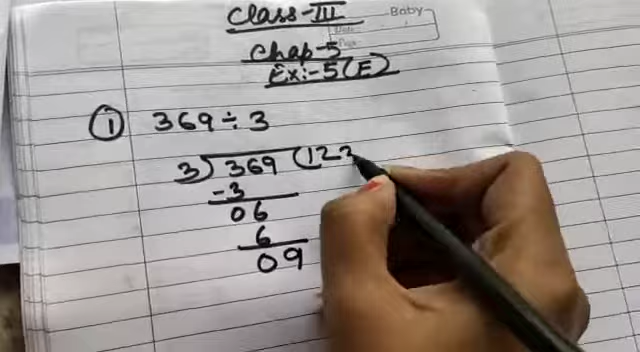 Class-III
Baby
Date
Page
Chap-5
Ex:-5(E)
① 369÷3
3)369(123
-3
06
6
09